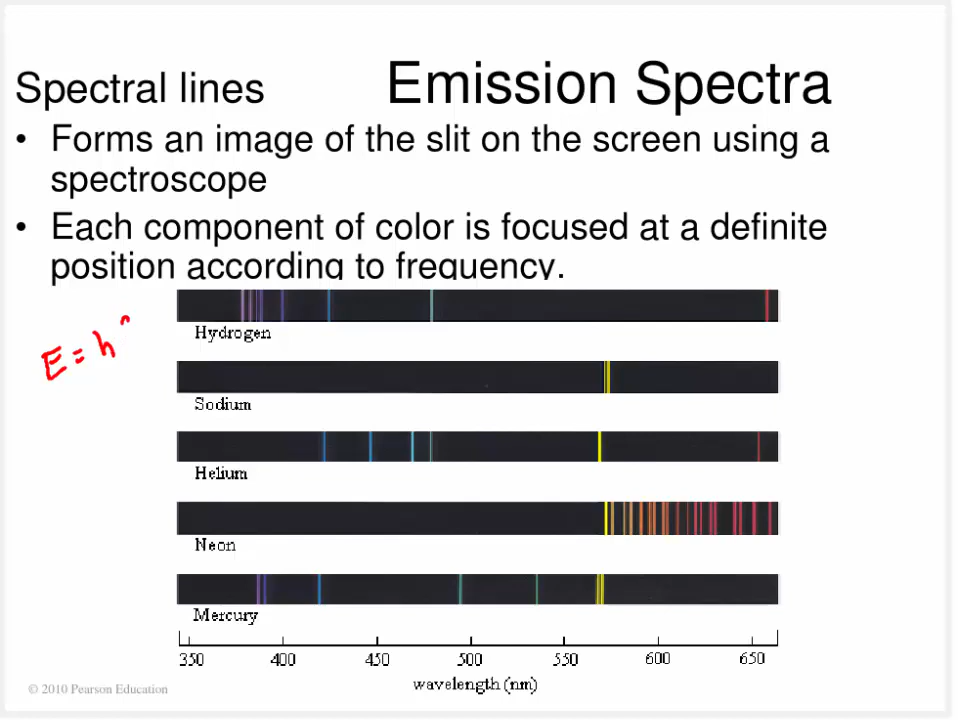 Spectral lines
Emission Spectra
• Forms an image of the slit on the screen using a
spectroscope
• Each component of color is focused at a definite
position according to frequency.
E = h
Hydrogen
Sodium
Helium
Neon
Mercury
350 400 450 500 550 600 650
wavelength (nm)
© 2010 Pearson Education